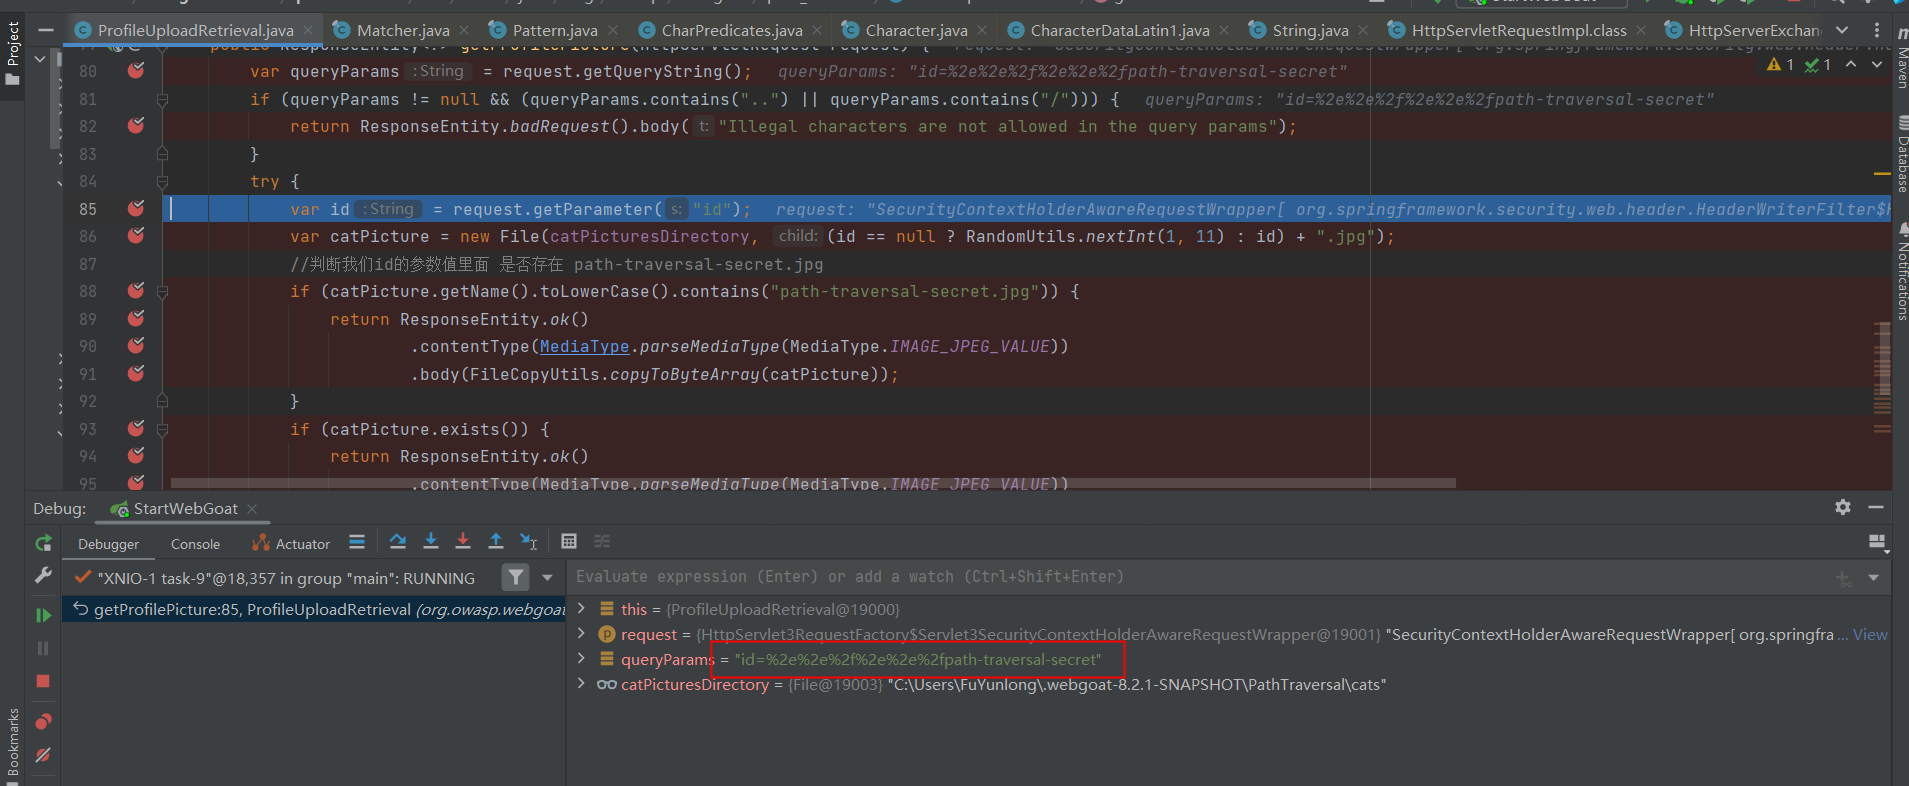 Project
ProfileUploadRetrieval.java
Matcher.java
Pattern.java
CharPredicates.java
Character.java
CharacterDataLatin1.java
String.java
HttpServletRequestImpl.class
HttpServerExchan
80 var queryParams : String = request.getQueryString(); queryParams: "id=%2e%2e%2f%2e%2e%2fpath-traversal-secret"
1 1
81 if (queryParams != null && (queryParams.contains("..") || queryParams.contains("/"))) { queryParams: "id=%2e%2e%2f%2e%2e%2fpath-traversal-secret"
82 return ResponseEntity.badRequest().body( t: "Illegal characters are not allowed in the query params");
83 }
84 try {
85 var id : String = request.getParameter( s: "id"); request: "SecurityContextHolderAwareRequestWrapper[ org.springframework.security.web.header.HeaderWriterFilter$
86 var catPicture = new File(catPicturesDirectory, child: (id == null ? RandomUtils.nextInt(1, 11) : id) + ".jpg");
87 //判断我们id的参数值里面 是否存在 path-traversal-secret.jpg
88 if (catPicture.getName().toLowerCase().contains("path-traversal-secret.jpg")) {
89 return ResponseEntity.ok()
90 .contentType(MediaType.parseMediaType(MediaType.IMAGE_JPEG_VALUE))
91 .body(FileCopyUtils.copyToByteArray(catPicture));
92 }
93 if (catPicture.exists()) {
94 return ResponseEntity.ok()
95 .contentType(MediaType.parseMediaType(MediaType.IMAGE_JPEG_VALUE))
Maven
Database
Notifications
Debug: StartWebGoat
Debugger Console Actuator
"XNIO-1 task-9"@18,357 in group "main": RUNNING
getProfilePicture:85, ProfileUploadRetrieval (org.owasp.webgoat
Evaluate expression (Enter) or add a watch (Ctrl+Shift+Enter)
this = {ProfileUploadRetrieval@19000}
request = {HttpServlet3RequestFactory$Servlet3SecurityContextHolderAwareRequestWrapper@19001} "SecurityContextHolderAwareRequestWrapper[ org.springfra ... View
queryParams = "id=%2e%2e%2f%2e%2e%2fpath-traversal-secret"
catPicturesDirectory = {File@19003} "C:\Users\FuYunlong\.webgoat-8.2.1-SNAPSHOT\PathTraversal\cats"
Bookmarks